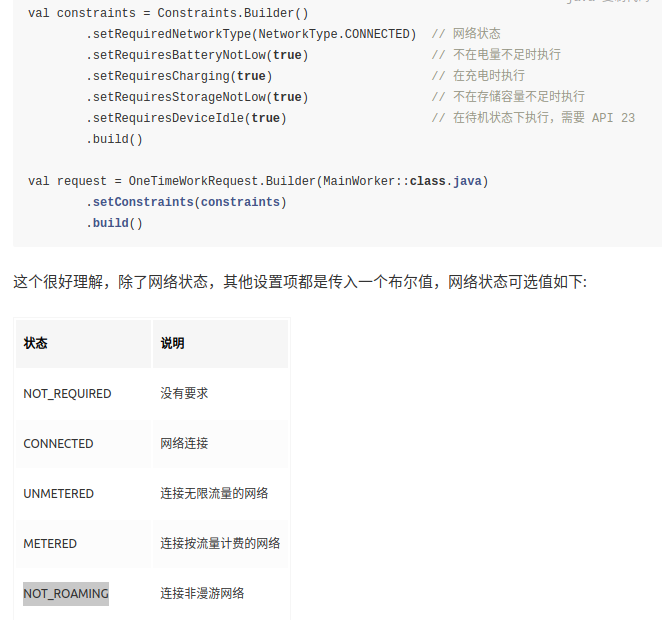 val constraints = Constraints.Builder()
        .setRequiredNetworkType(NetworkType.CONNECTED)  // 网络状态
        .setRequiresBatteryNotLow(true)                 // 不在电量不足时执行
        .setRequiresCharging(true)                      // 在充电时执行
        .setRequiresStorageNotLow(true)                 // 不在存储容量不足时执行
        .setRequiresDeviceIdle(true)                    // 在待机状态下执行，需要 API 23
        .build()
val request = OneTimeWorkRequest.Builder(MainWorker::class.java)
        .setConstraints(constraints)
        .build()
这个很好理解，除了网络状态，其他设置项都是传入一个布尔值，网络状态可选值如下:
状态 说明
NOT_REQUIRED 没有要求
CONNECTED 网络连接
UNMETERED 连接无限流量的网络
METERED 连接按流量计费的网络
NOT_ROAMING 连接非漫游网络